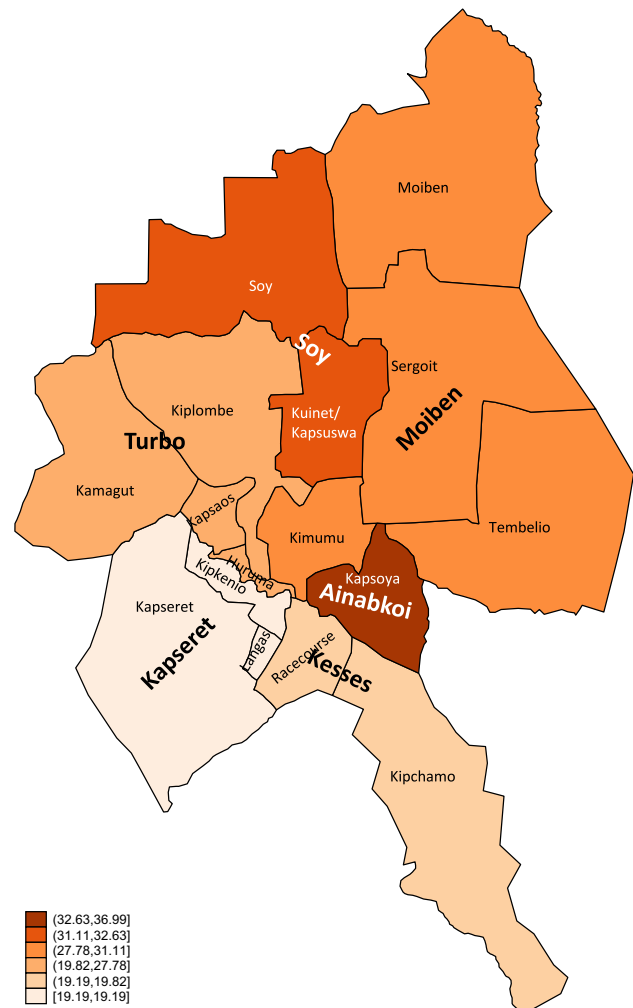 Moiben
Soy
Soy
Sergoit
Kiplombe
Kuinet/
Kapsuswa
Moiben
Turbo
Kamagut
Kapsaos
Tembelio
Kimumu
Huruma
Kipkenio
Kapsoya
Ainabkoi
Kapseret
Kapseret
Langas
Racecourse
Kesses
Kipchamo
(32.63,36.99]
(31.11,32.63]
(27.78,31.11]
(19.82,27.78]
(19.19,19.82]
[19.19,19.19]